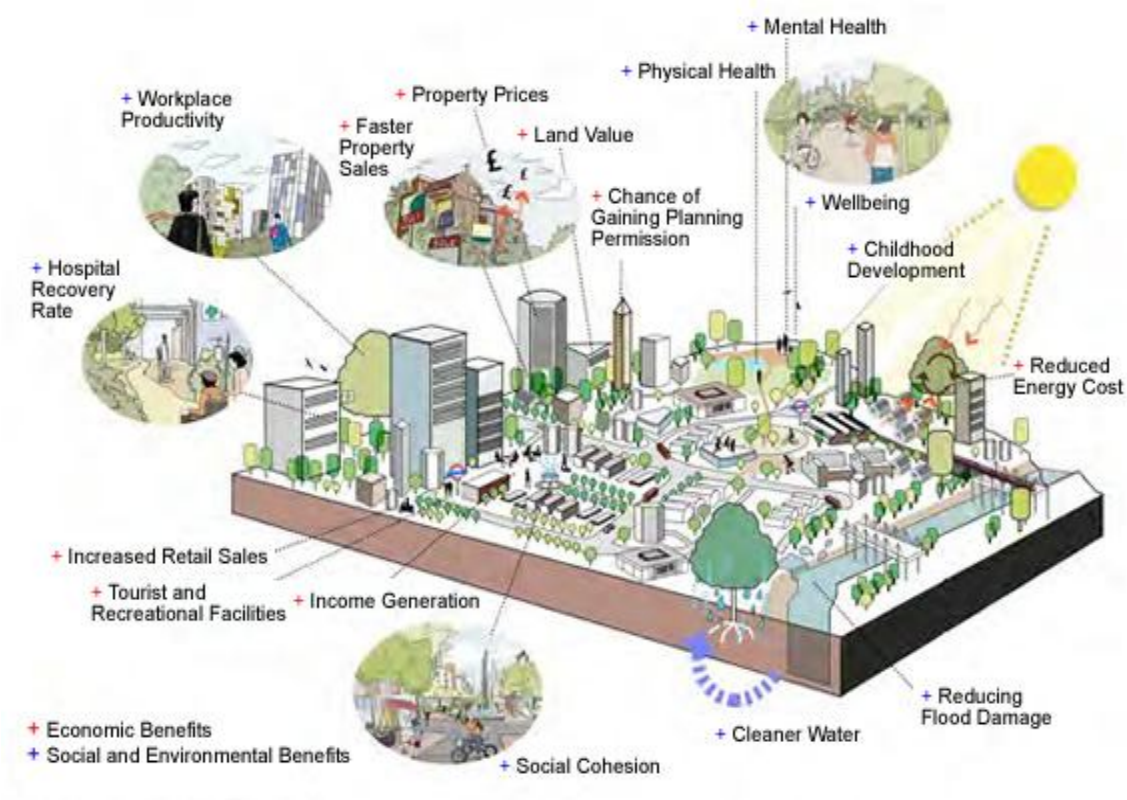 + Mental Health
+ Physical Health
+ Workplace
Productivity
+ Property Prices
+ Faster
Property
Sales
+ Land Value
£
£
£
+ Chance of
Gaining Planning
Permission
+ Wellbeing
+ Childhood
Development
+ Hospital
Recovery
Rate
+ Reduced
Energy Cost
+ Increased Retail Sales
+ Tourist and
Recreational Facilities
+ Income Generation
+ Reducing
Flood Damage
+ Cleaner Water
+ Social Cohesion
+ Economic Benefits
+ Social and Environmental Benefits